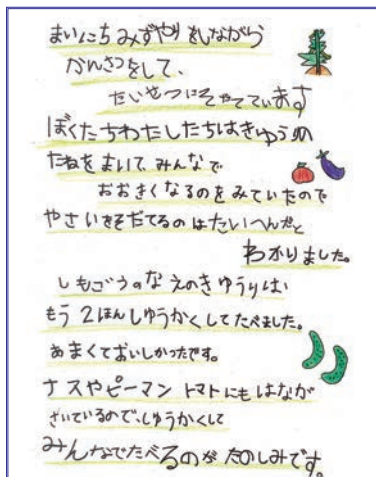 まいにちみずやりをしながら
かんさつをして、
たいせつにそだてています
ぼくたちわたしたちはきゅうりの
たねをまいて、みんなで
おおきくなるのをみていたので
やさいをそだてるのはたいへんだと
わかりました。
しもごうのなえのきゅうりは、
もう2ほんしゅうかくしてたべました。
あまくておいしかったです。
ナスやピーマン トマトにもはなが
さいているので、しゅうかくして
みんなでたべるのがたのしみです。